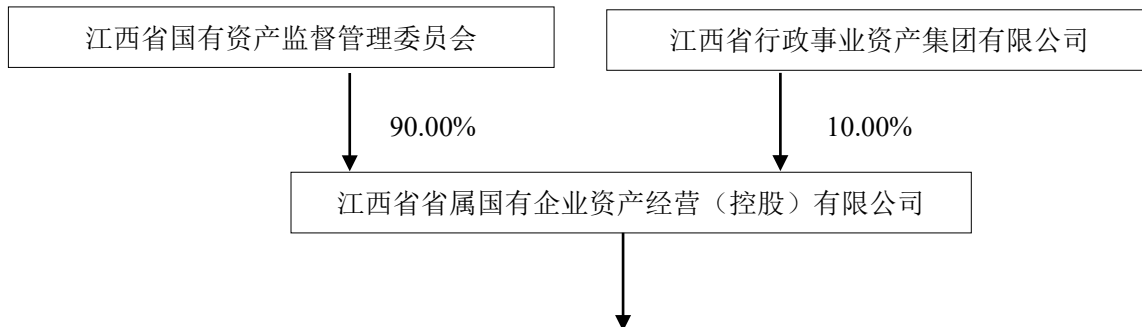 江西省国有资产监督管理委员会
江西省行政事业资产集团有限公司
90.00%
10.00%
江西省省属国有企业资产经营（控股）有限公司